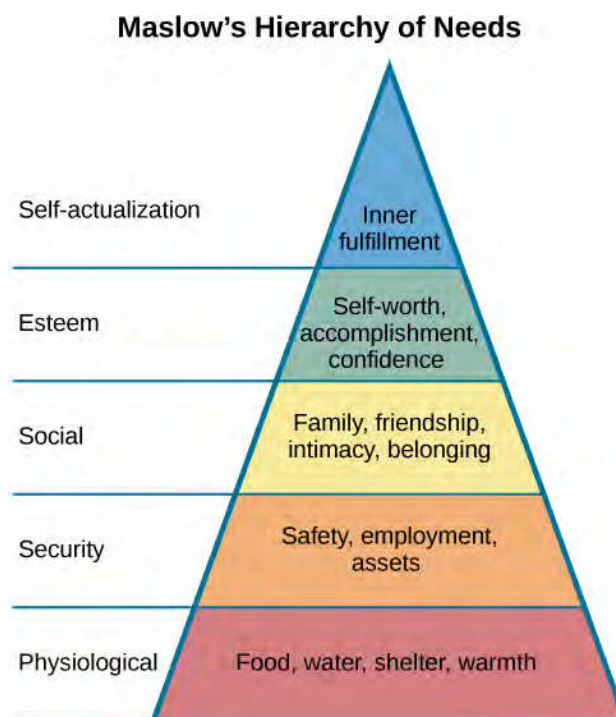 Maslow's Hierarchy of Needs
Self-actualization
Inner
fulfillment
Esteem
Self-worth,
accomplishment,
confidence
Social
Family, friendship,
intimacy, belonging
Security
Safety, employment,
assets
Physiological
Food, water, shelter, warmth